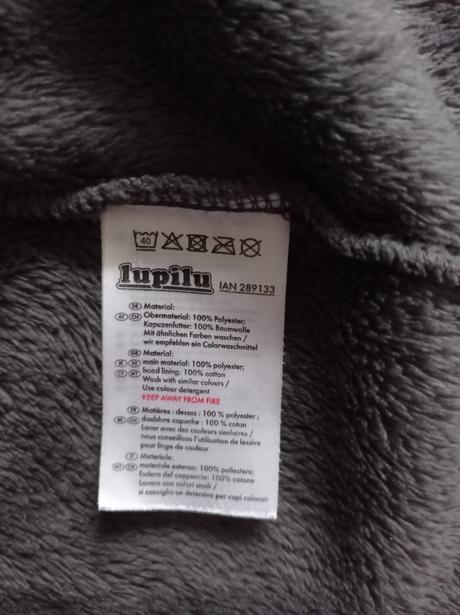 40
lupilu IAN 289133
DE Material:
AT CH Obermaterial: 100% Polyester;
Kapuzenfutter: 100% Baumwolle
Mit ähnlichen Farben waschen /
wir empfehlen ein Colorwaschmittel
GB Material:
IE NI main material: 100% polyester;
CY MT hood lining: 100% cotton
Wash with similar colours /
Use colour detergent
KEEP AWAY FROM FIRE
FR Matières : dessus : 100 % polyester ;
BE CH doublure capuche : 100 % coton
Laver avec des couleurs similaires /
nous conseillons l'utilisation de lessive
pour linge de couleur
IT Materiale:
MT CH materiale esterno: 100% poliestere;
fodera del cappuccio: 100% cotone
Lavare con colori simili /
si consiglia un detersivo per capi colorati